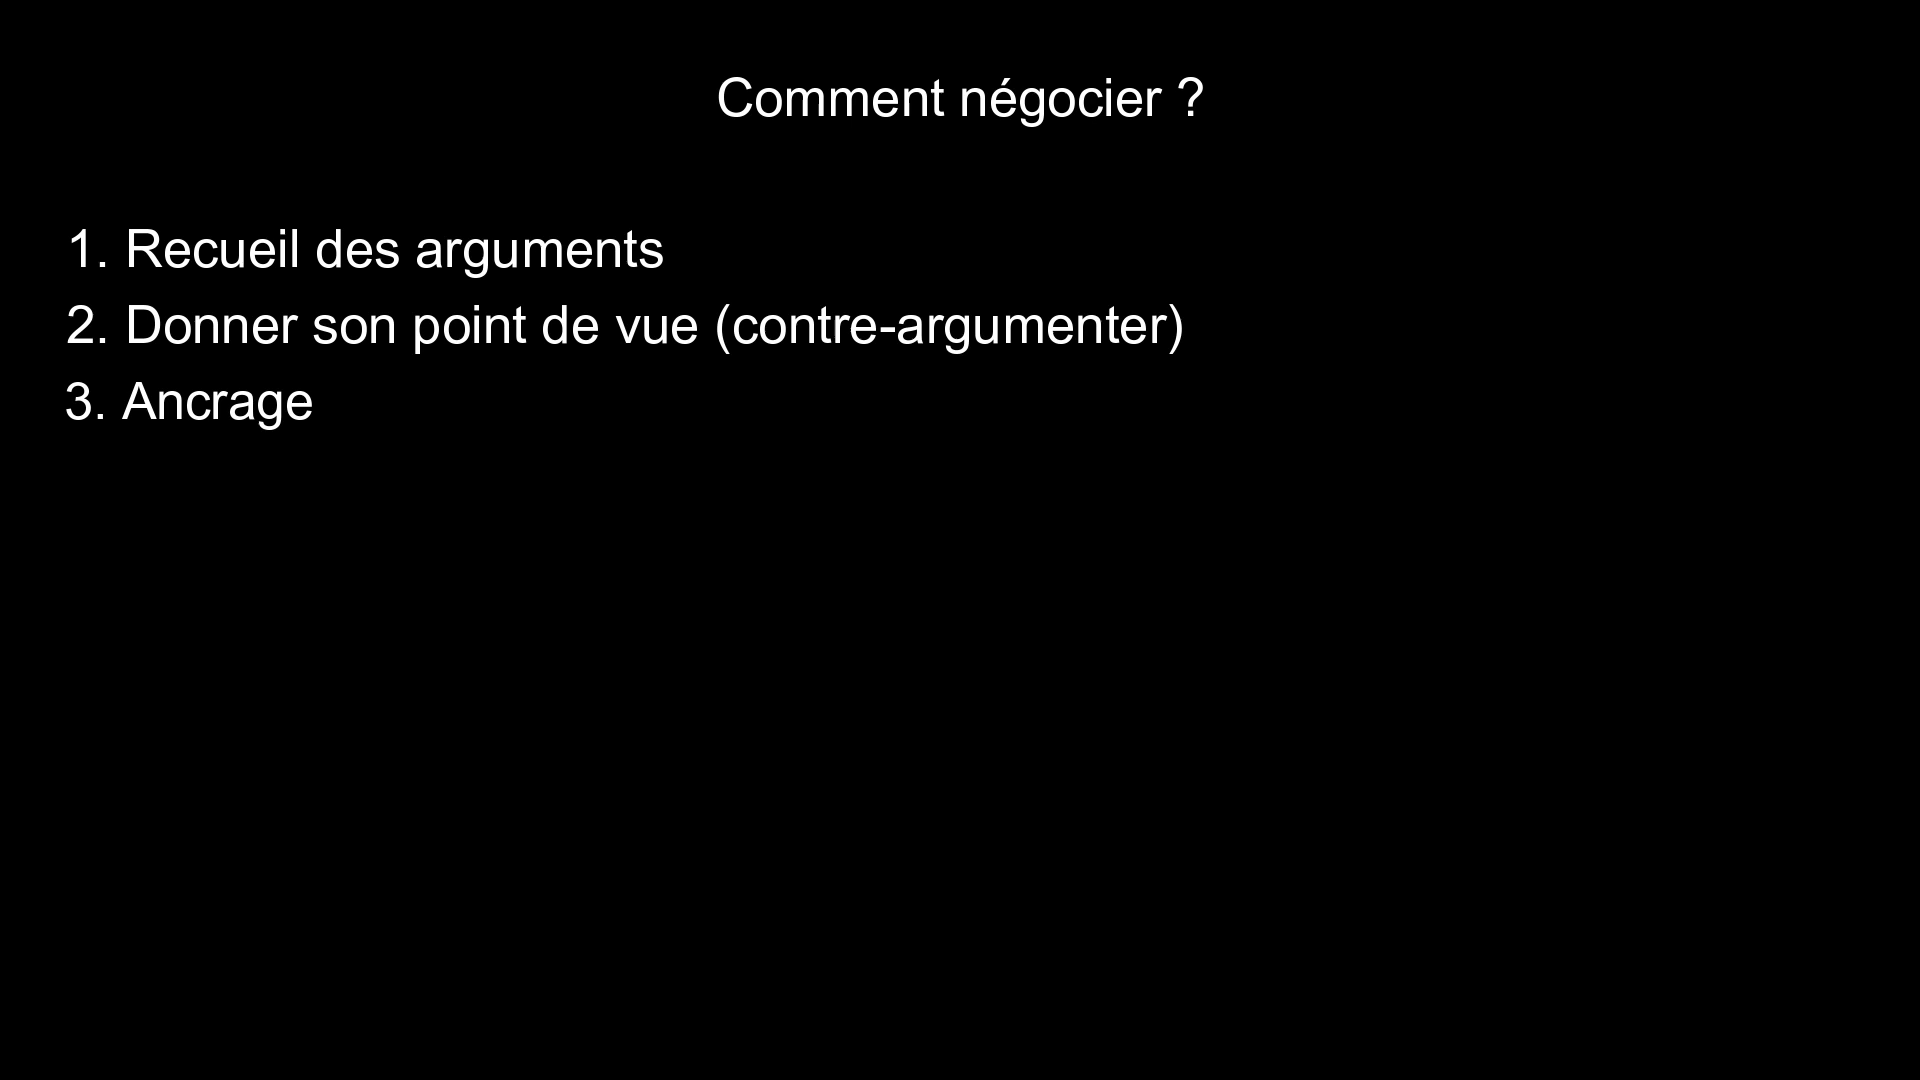 Comment négocier ?
1. Recueil des arguments
2. Donner son point de vue (contre-argumenter)
3. Ancrage